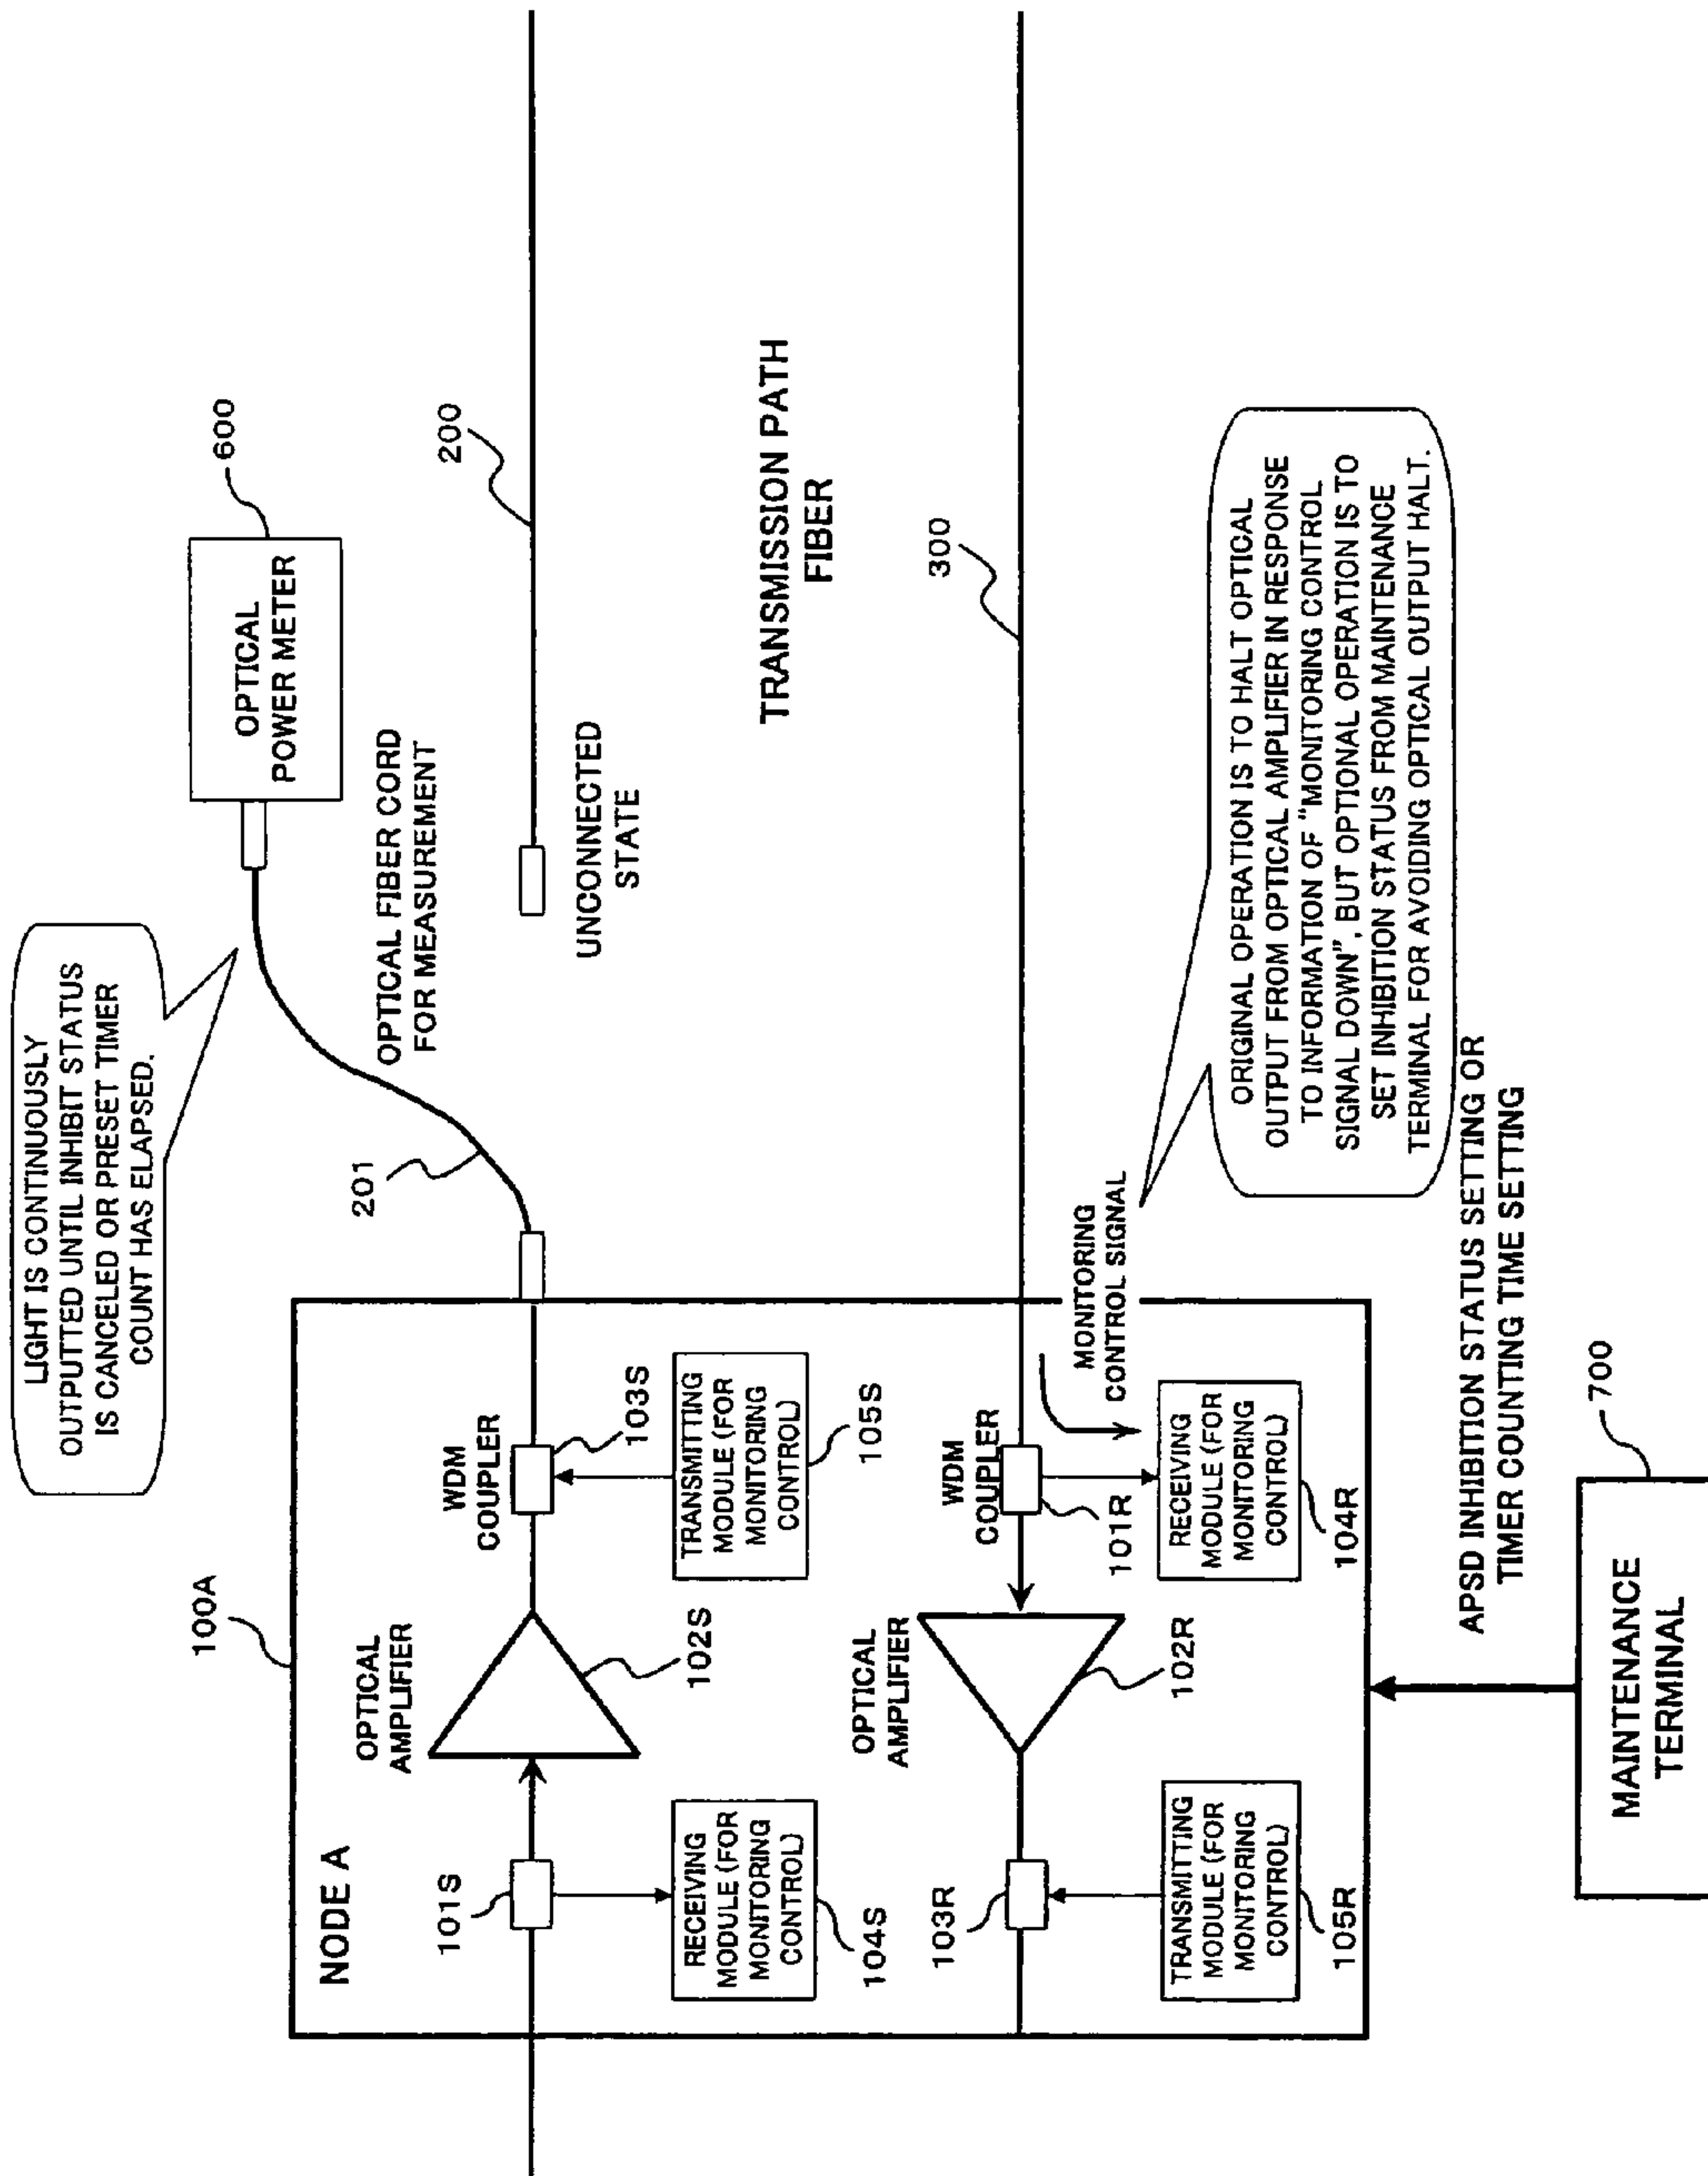 LIGHT IS CONTINUOUSLY
OUTPUTTED UNTIL INHIBIT STATUS
IS CANCELED OR PRESET TIMER
COUNT HAS ELAPSED.
100A
NODE A
OPTICAL
AMPLIFIER
WDM
COUPLER
101S
102S
103S
RECEIVING
MODULE (FOR
MONITORING
CONTROL)
104S
TRANSMITTING
MODULE (FOR
MONITORING
CONTROL)
105S
201
OPTICAL FIBER CORD
FOR MEASUREMENT
OPTICAL
POWER METER
600
200
UNCONNECTED
STATE
TRANSMISSION PATH
FIBER
300
OPTICAL
AMPLIFIER
WDM
COUPLER
103R
102R
101R
MONITORING
CONTROL SIGNAL
TRANSMITTING
MODULE (FOR
MONITORING
CONTROL)
105R
RECEIVING
MODULE (FOR
MONITORING
CONTROL)
104R
ORIGINAL OPERATION IS TO HALT OPTICAL
OUTPUT FROM OPTICAL AMPLIFIER IN RESPONSE
TO INFORMATION OF "MONITORING CONTROL
SIGNAL DOWN", BUT OPTIONAL OPERATION IS TO
SET INHIBITION STATUS FROM MAINTENANCE
TERMINAL FOR AVOIDING OPTICAL OUTPUT HALT.
APSD INHIBITION STATUS SETTING OR
TIMER COUNTING TIME SETTING
MAINTENANCE
TERMINAL
700